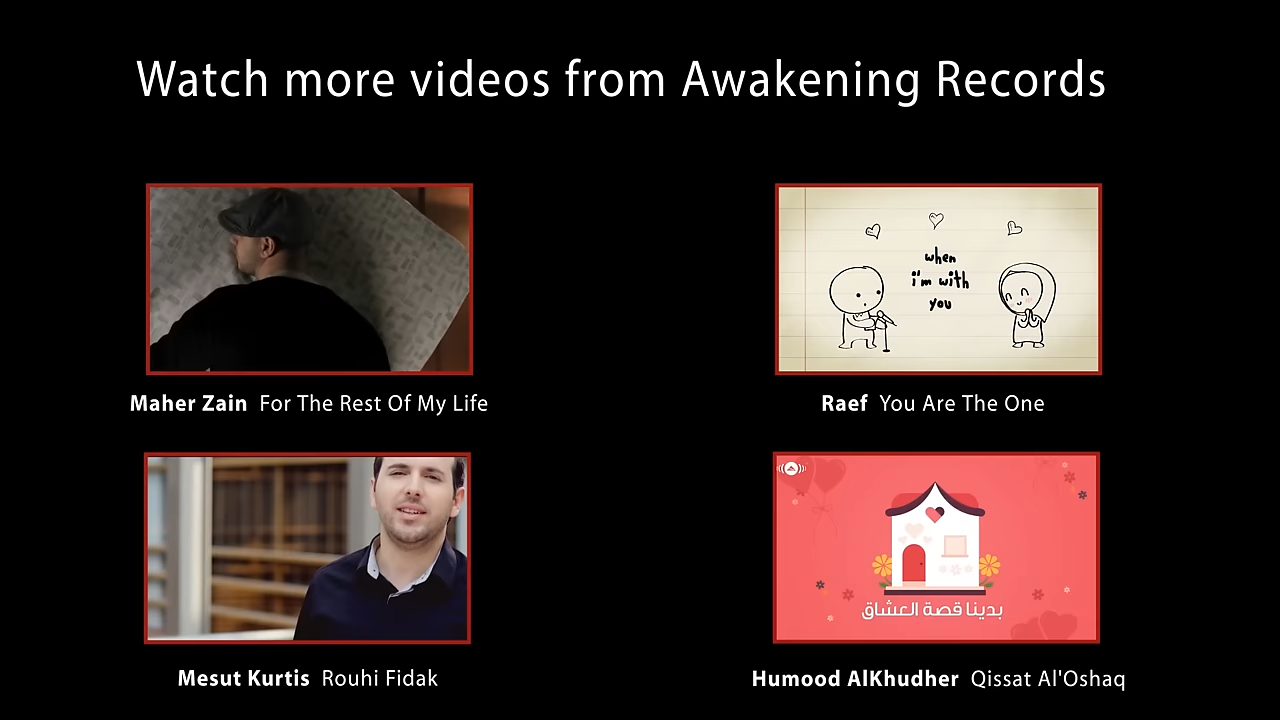 Watch more videos from Awakening Records
when
i'm with
you
Maher Zain For The Rest Of My Life
Raef You Are The One
بدينا قصة العشاق
Mesut Kurtis Rouhi Fidak
Humood AlKhudher Qissat Al'Oshaq